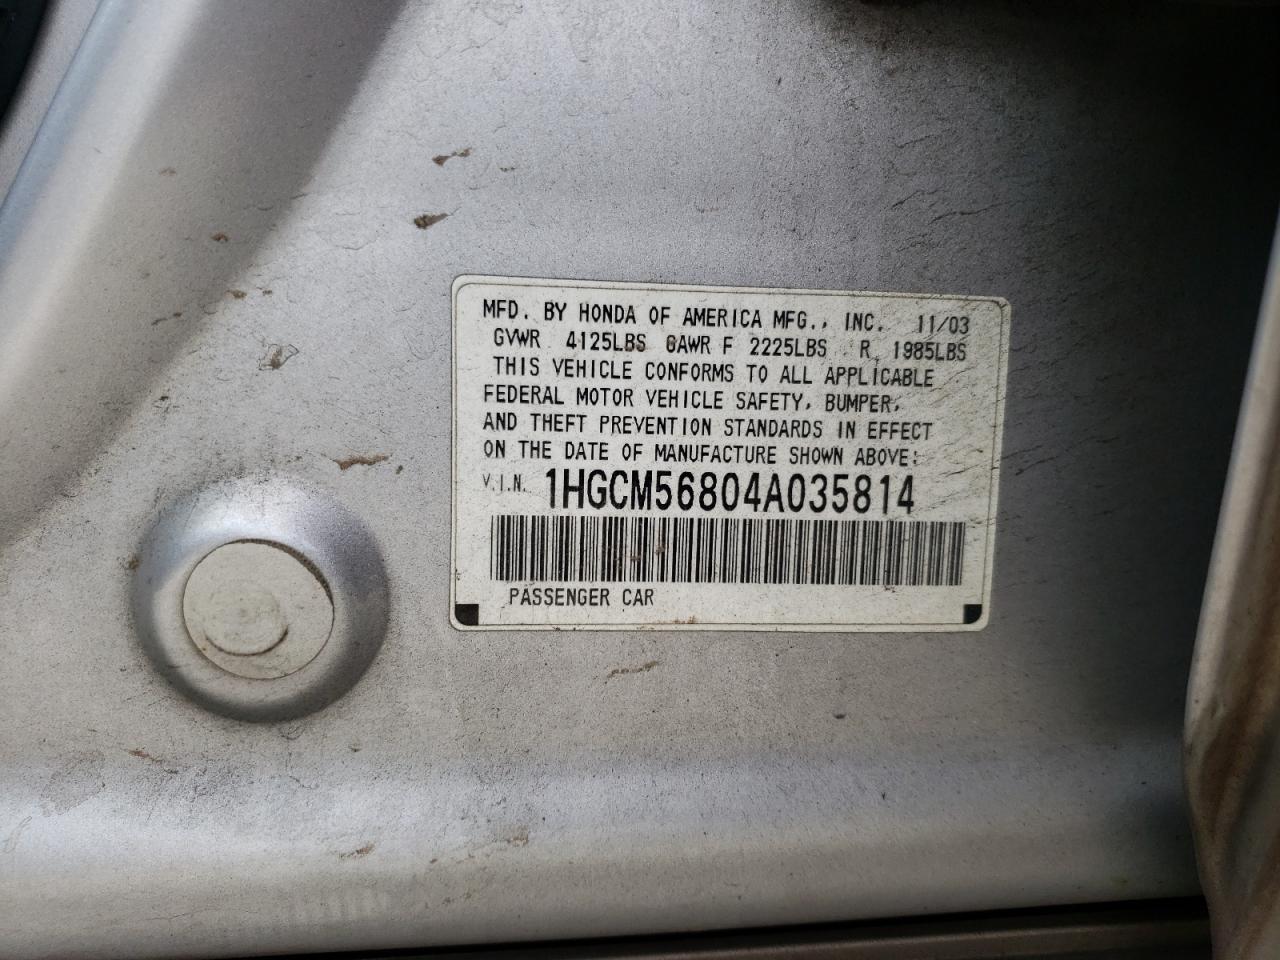 MFD. BY HONDA OF AMERICA MFG., INC. 11/03
GVWR 4125LBS GAWR F 2225LBS R 1985LBS
THIS VEHICLE CONFORMS TO ALL APPLICABLE
FEDERAL MOTOR VEHICLE SAFETY, BUMPER,
AND THEFT PREVENTION STANDARDS IN EFFECT
ON THE DATE OF MANUFACTURE SHOWN ABOVE:
V.I.N. 1HGCM56804A035814
PASSENGER CAR